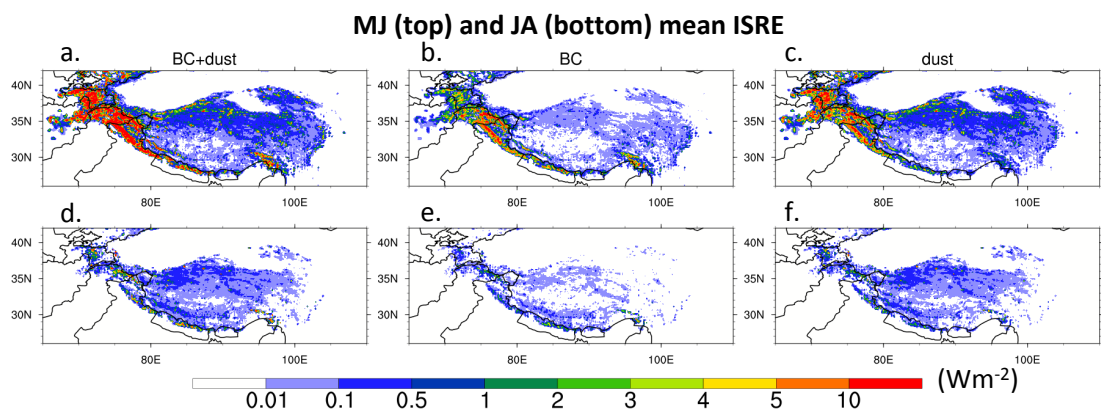 MJ (top) and JA (bottom) mean ISRE
a. BC+dust b. BC c. dust
40N 40N 40N
35N 35N 35N
30N 30N 30N
80E 100E 80E 100E 80E 100E
d. e. f.
40N 40N 40N
35N 35N 35N
30N 30N 30N
80E 100E 80E 100E 80E 100E
(Wm-2)
0.01 0.1 0.5 1 2 3 4 5 10